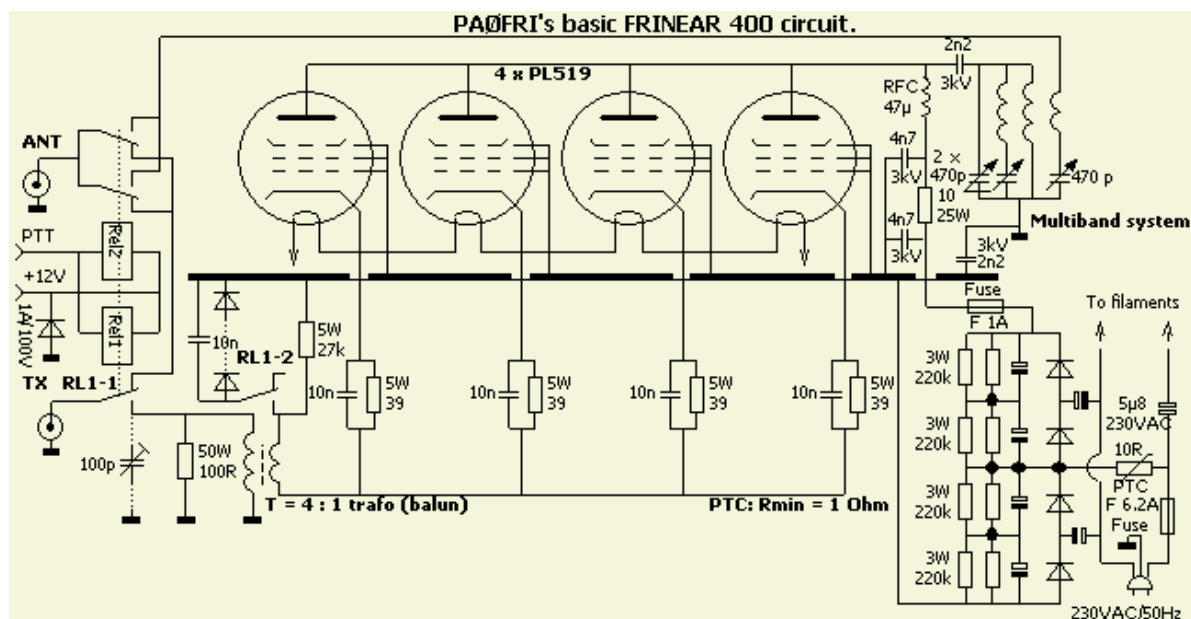 PAØFRI's basic FRINEAR 400 circuit.
4 x PL519
2n2
3kV
RFC
47µ
4n7
3kV
2 ×
470p
10
25W
470 p
4n7
3kV
Multiband system
3kV
2n2
ANT
PTT
Rel2
+12V
1A/100V
Rel1
TX RL1-1
10n
RL1-2
5W
27k
10n
5W
39
10n
5W
39
10n
5W
39
10n
5W
39
Fuse
F 1A
To filaments
3W
220k
3W
220k
3W
220k
3W
220k
5µ8
230VAC
10R
PTC
F 6.2A
Fuse
100p
50W
100R
T = 4 : 1 trafo (balun)
PTC: Rmin = 1 Ohm
230VAC/50Hz